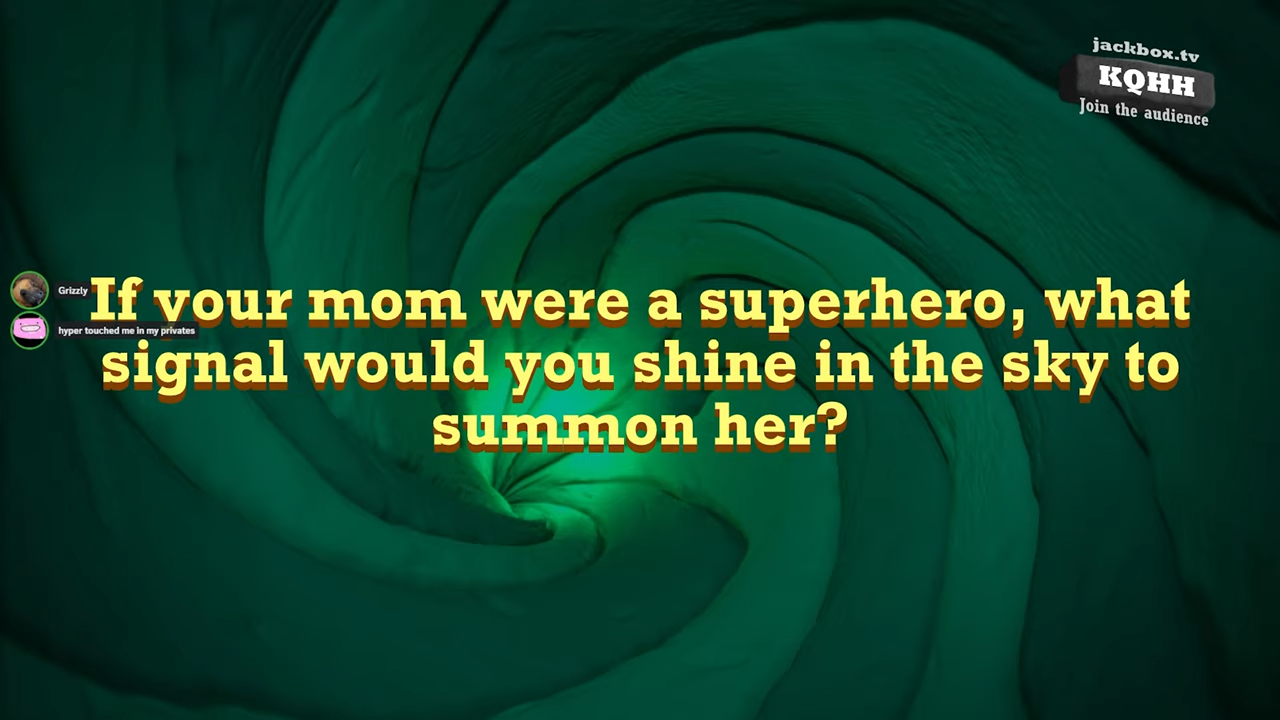 jackbox.tv
KQHH
Join the audience
Grizzly
If your mom were a superhero, what
hyper touched me in my privates
signal would you shine in the sky to
summon her?